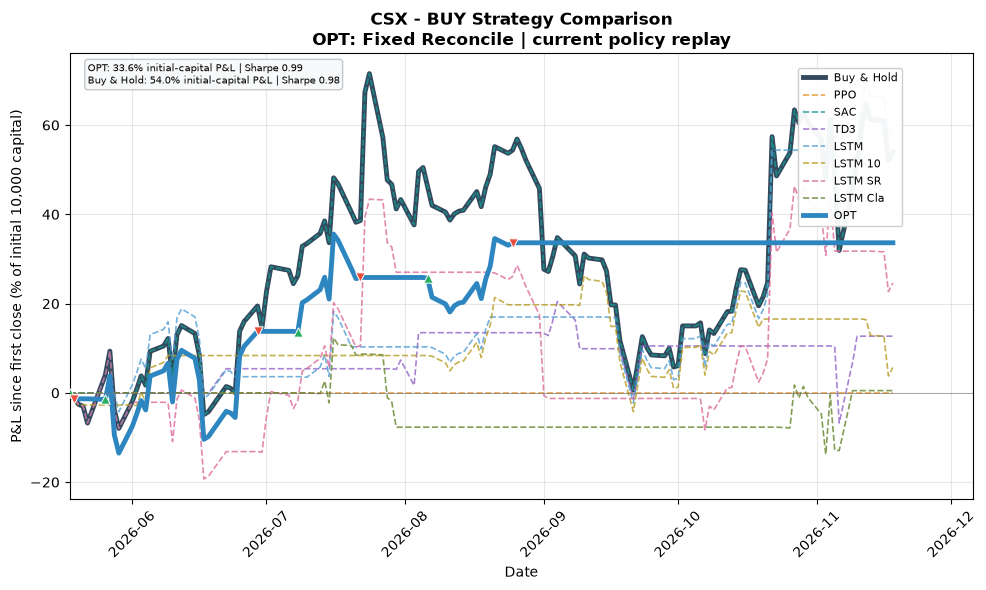 CSX - BUY Strategy Comparison
OPT: Fixed Reconcile | current policy replay
OPT: 33.6% initial-capital P&L | Sharpe 0.99
Buy & Hold: 54.0% initial-capital P&L | Sharpe 0.98
Buy & Hold
PPO
SAC
TD3
LSTM
LSTM 10
LSTM SR
LSTM Cla
OPT
P&L since first close (% of initial 10,000 capital)
60
40
20
0
−20
2026-06
2026-07
2026-08
2026-09
2026-10
2026-11
2026-12
Date